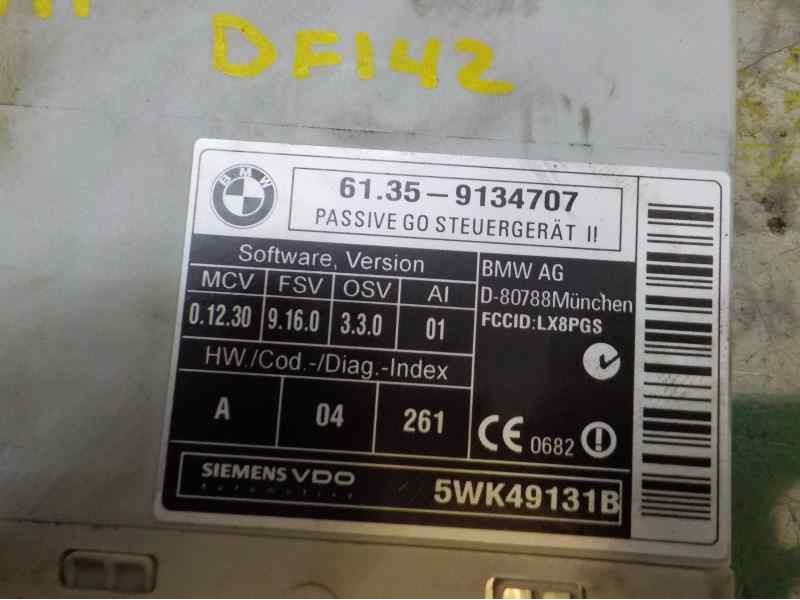 DF142
BMW
61.35-9134707
PASSIVE GO STEUERGERÄT II
Software, Version
MCV FSV OSV AI
0.12.30 9.16.0 3.3.0 01
HW./Cod.-/Diag.-Index
A 04 261
BMW AG
D-80788München
FCCID:LX8PGS
CE 0682
SIEMENS VDO
Automotive
5WK49131B